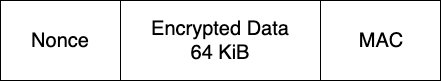 Nonce
Encrypted Data
64 KiB
MAC